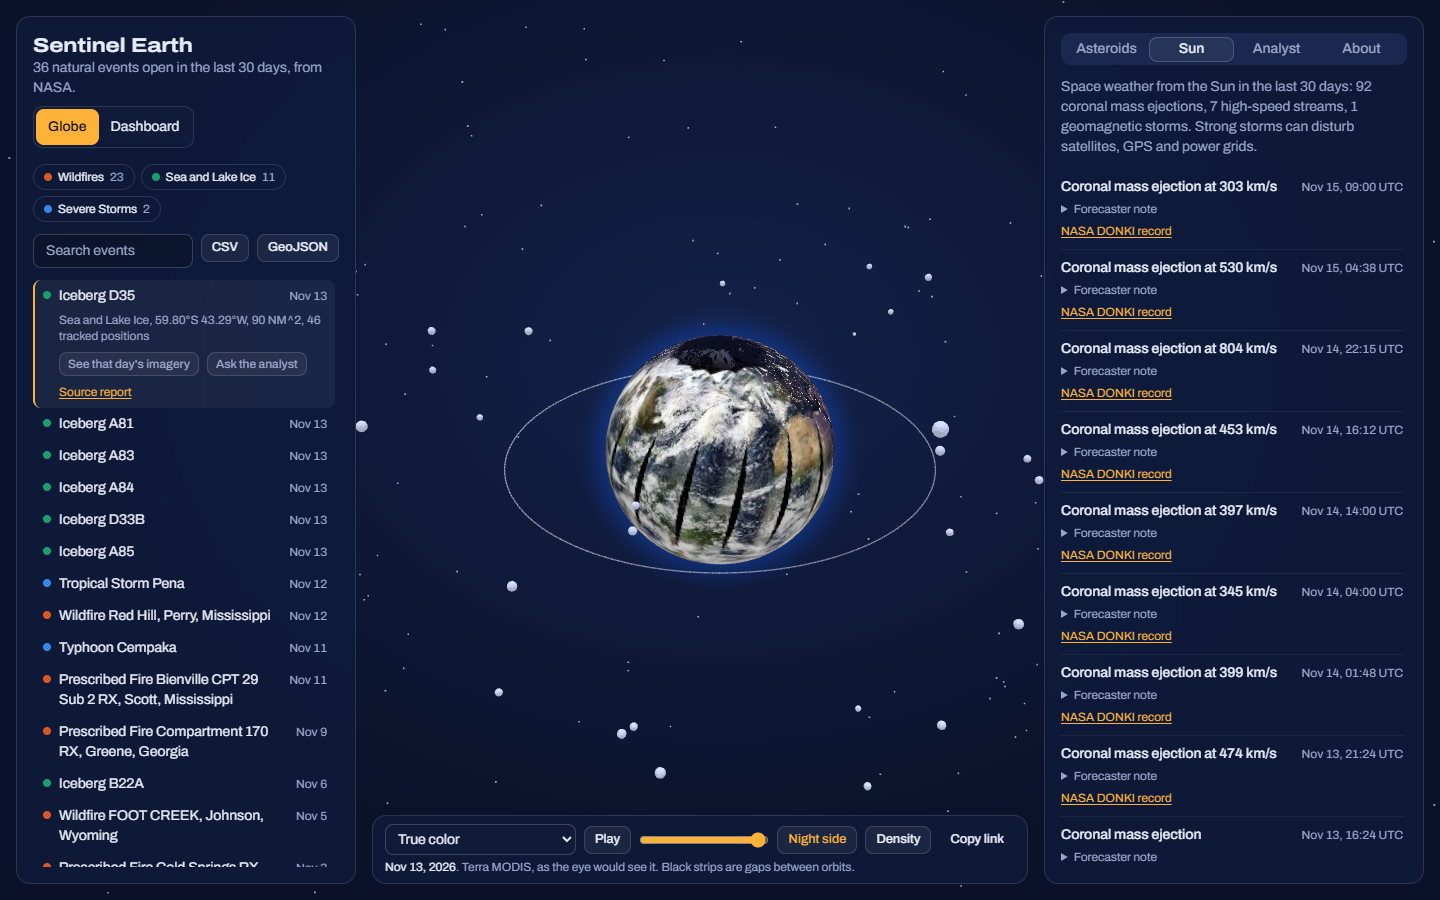 Sentinel Earth
36 natural events open in the last 30 days, from
NASA.
Globe
Dashboard
Wildfires 23
Sea and Lake Ice 11
Severe Storms 2
Search events
CSV
GeoJSON
Iceberg D35 Nov 13
Sea and Lake Ice, 59.80°S 43.29°W, 90 NM^2, 46
tracked positions
See that day's imagery
Ask the analyst
Source report
Iceberg A81 Nov 13
Iceberg A83 Nov 13
Iceberg A84 Nov 13
Iceberg D33B Nov 13
Iceberg A85 Nov 13
Tropical Storm Pena Nov 12
Wildfire Red Hill, Perry, Mississippi Nov 12
Typhoon Cempaka Nov 11
Prescribed Fire Bienville CPT 29 Nov 11
Sub 2 RX, Scott, Mississippi
Prescribed Fire Compartment 170 Nov 9
RX, Greene, Georgia
Iceberg B22A Nov 6
Wildfire FOOT CREEK, Johnson, Nov 5
Wyoming
Prescribed Fire Cold Springs RX
True color
Play
Night side
Density
Copy link
Nov 13, 2026. Terra MODIS, as the eye would see it. Black strips are gaps between orbits.
Asteroids
Sun
Analyst
About
Space weather from the Sun in the last 30 days: 92
coronal mass ejections, 7 high-speed streams, 1
geomagnetic storms. Strong storms can disturb
satellites, GPS and power grids.
Coronal mass ejection at 303 km/s Nov 15, 09:00 UTC
Forecaster note
NASA DONKI record
Coronal mass ejection at 530 km/s Nov 15, 04:38 UTC
Forecaster note
NASA DONKI record
Coronal mass ejection at 804 km/s Nov 14, 22:15 UTC
Forecaster note
NASA DONKI record
Coronal mass ejection at 453 km/s Nov 14, 16:12 UTC
Forecaster note
NASA DONKI record
Coronal mass ejection at 397 km/s Nov 14, 14:00 UTC
Forecaster note
NASA DONKI record
Coronal mass ejection at 345 km/s Nov 14, 04:00 UTC
Forecaster note
NASA DONKI record
Coronal mass ejection at 399 km/s Nov 14, 01:48 UTC
Forecaster note
NASA DONKI record
Coronal mass ejection at 474 km/s Nov 13, 21:24 UTC
Forecaster note
NASA DONKI record
Coronal mass ejection Nov 13, 16:24 UTC
Forecaster note